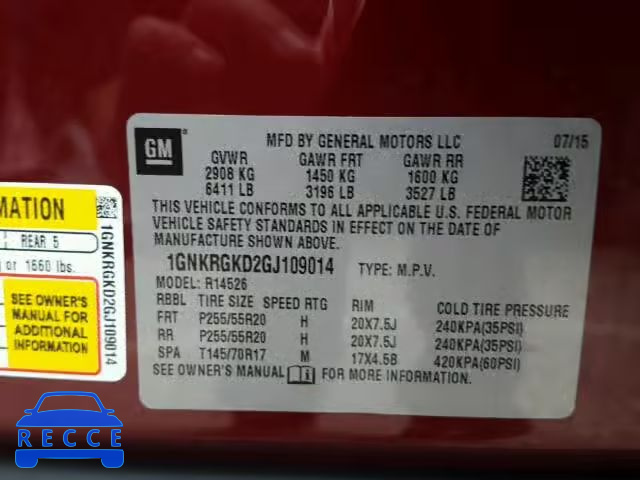 GM
MFD BY GENERAL MOTORS LLC 07/15
GVWR GAWR FRT GAWR RR
2908 KG 1450 KG 1600 KG
6411 LB 3196 LB 3527 LB
THIS VEHICLE CONFORMS TO ALL APPLICABLE U.S. FEDERAL MOTOR
VEHICLE SAFETY STANDARDS IN EFFECT ON THE DATE OF
MANUFACTURE SHOWN ABOVE.
1GNKRGKD2GJ109014 TYPE: M.P.V.
MODEL: R14526
RBBL TIRE SIZE SPEED RTG RIM COLD TIRE PRESSURE
FRT P255/55R20 H 20X7.5J 240KPA(35PSI)
RR P255/55R20 H 20X7.5J 240KPA(35PSI)
SPA T145/70R17 M 17X4.5B 420KPA(60PSI)
SEE OWNER'S MANUAL FOR MORE INFORMATION.
MATION
REAR 5
or 1660 lbs.
SEE OWNER'S
MANUAL FOR
ADDITIONAL
INFORMATION
1GNKRGKD2GJ109014
RECCE